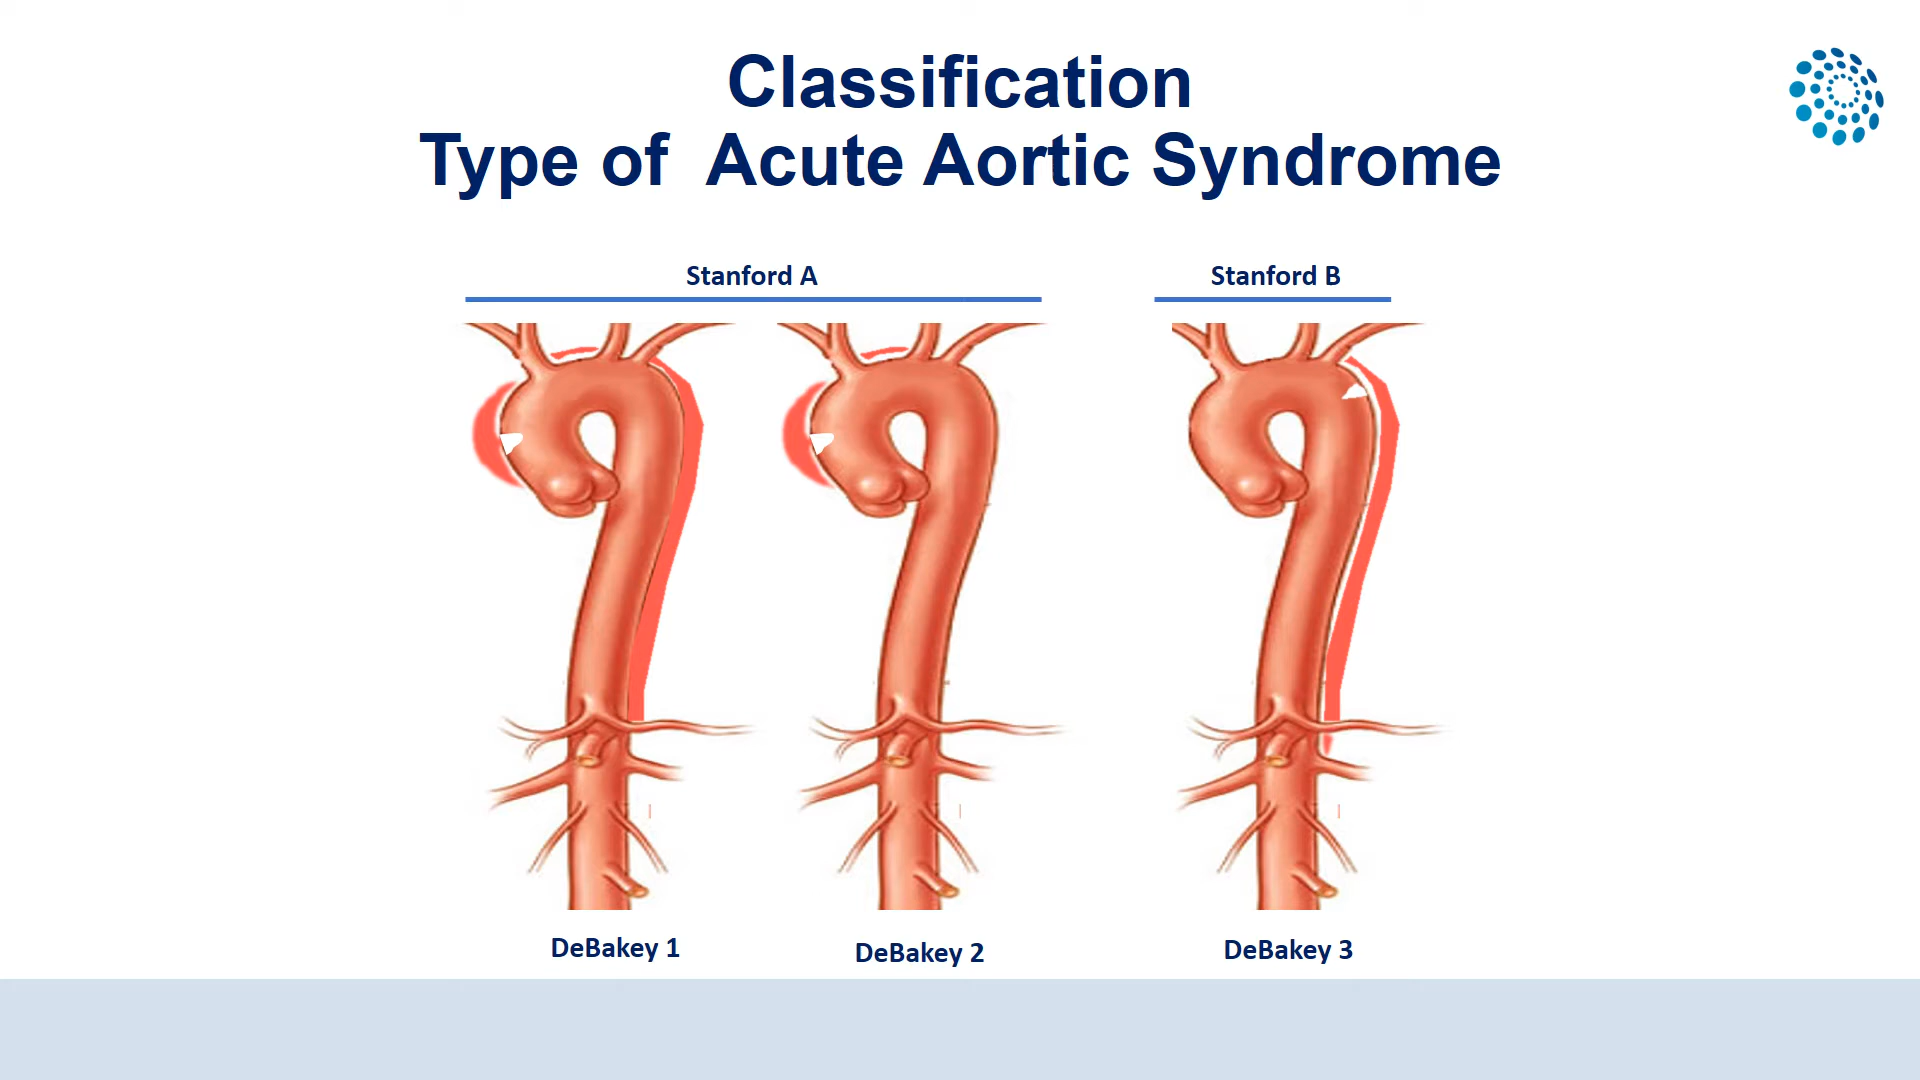 Classification
Type of  Acute Aortic Syndrome
Stanford A
Stanford B
DeBakey 1
DeBakey 2
DeBakey 3